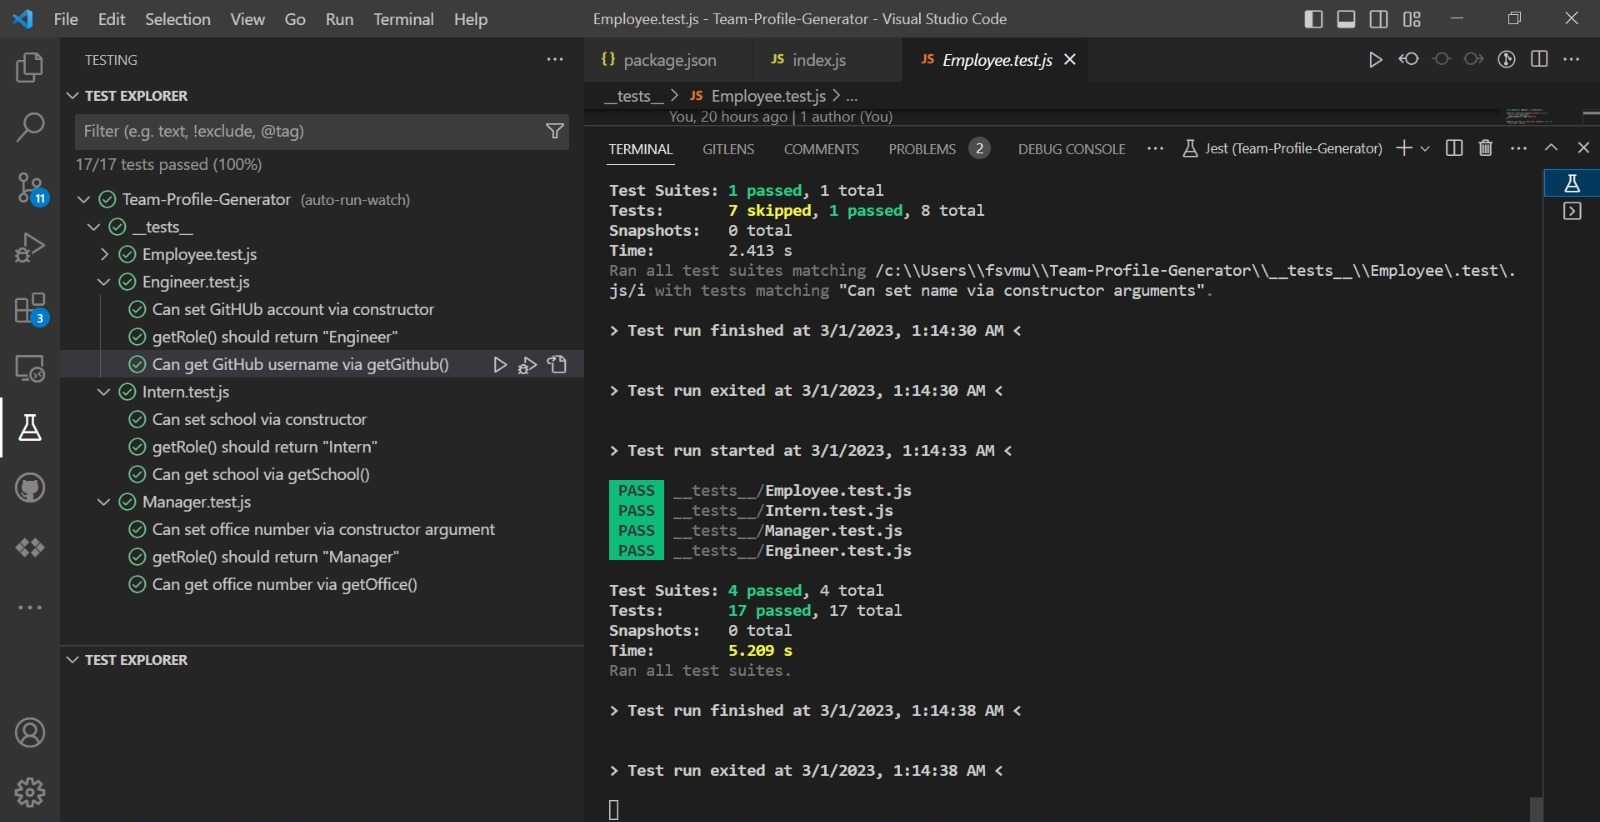 File Edit Selection View Go Run Terminal Help
Employee.test.js - Team-Profile-Generator - Visual Studio Code
TESTING
TEST EXPLORER
Filter (e.g. text, !exclude, @tag)
17/17 tests passed (100%)
Team-Profile-Generator (auto-run-watch)
__tests__
Employee.test.js
Engineer.test.js
Can set GitHUb account via constructor
getRole() should return "Engineer"
Can get GitHub username via getGithub()
Intern.test.js
Can set school via constructor
getRole() should return "Intern"
Can get school via getSchool()
Manager.test.js
Can set office number via constructor argument
getRole() should return "Manager"
Can get office number via getOffice()
TEST EXPLORER
11
3
{} package.json
JS index.js
JS Employee.test.js
__tests__ > JS Employee.test.js > ...
You, 20 hours ago | 1 author (You)
TERMINAL GITLENS COMMENTS PROBLEMS 2 DEBUG CONSOLE ... Jest (Team-Profile-Generator)
Test Suites: 1 passed, 1 total
Tests: 7 skipped, 1 passed, 8 total
Snapshots: 0 total
Time: 2.413 s
Ran all test suites matching /c:\\Users\\fsvmu\\Team-Profile-Generator\\__tests__\\Employee\.test\.
js/i with tests matching "Can set name via constructor arguments".
> Test run finished at 3/1/2023, 1:14:30 AM <
> Test run exited at 3/1/2023, 1:14:30 AM <
> Test run started at 3/1/2023, 1:14:33 AM <
PASS __tests__/Employee.test.js
PASS __tests__/Intern.test.js
PASS __tests__/Manager.test.js
PASS __tests__/Engineer.test.js
Test Suites: 4 passed, 4 total
Tests: 17 passed, 17 total
Snapshots: 0 total
Time: 5.209 s
Ran all test suites.
> Test run finished at 3/1/2023, 1:14:38 AM <
> Test run exited at 3/1/2023, 1:14:38 AM <